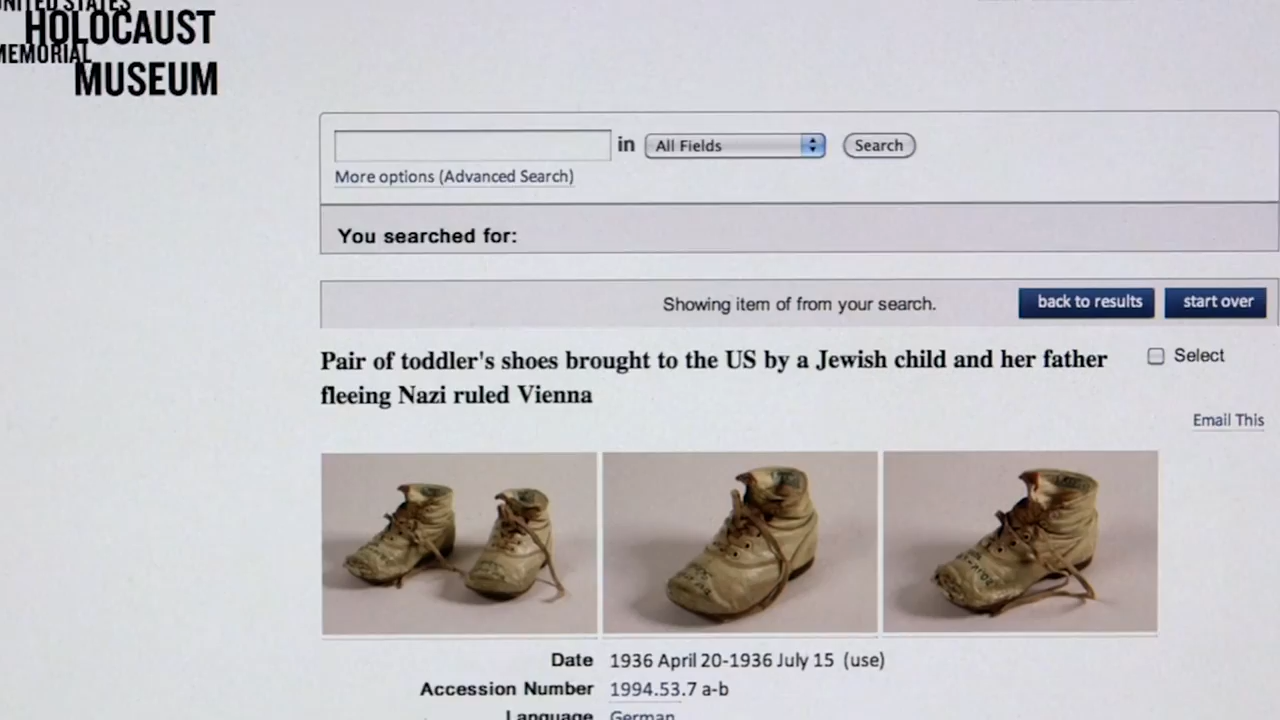 UNITED STATES
HOLOCAUST
MEMORIAL
MUSEUM
in All Fields Search
More options (Advanced Search)
You searched for:
Showing item of from your search. back to results start over
Pair of toddler's shoes brought to the US by a Jewish child and her father Select
fleeing Nazi ruled Vienna
Email This
Date 1936 April 20-1936 July 15 (use)
Accession Number 1994.53.7 a-b
Language German